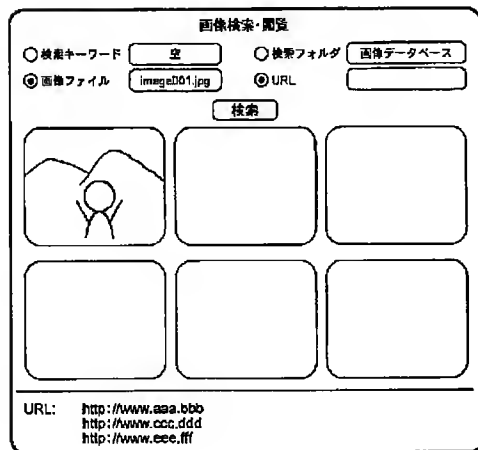 画像検索・閲覧
検索キーワード 空 検索フォルダ 画像データベース
画像ファイル image001.jpg URL
検索
URL: http://www.aaa.bbb
http://www.ccc.ddd
http://www.eee.fff